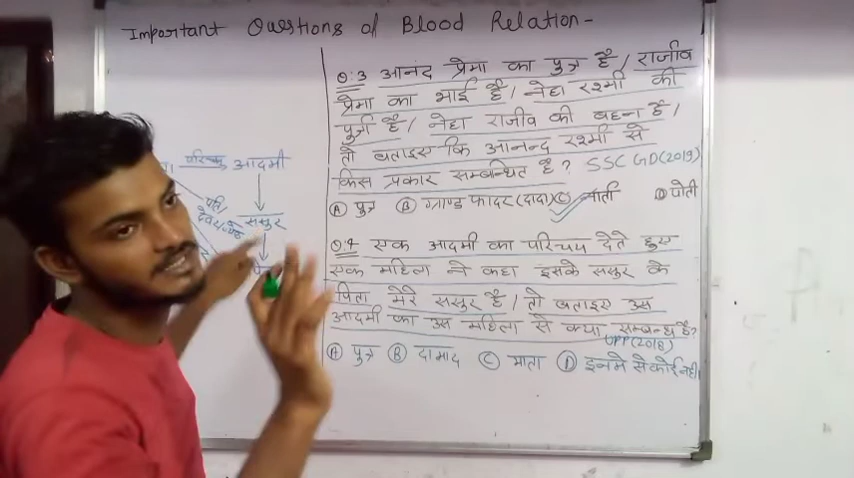 Important Questions of Blood Relation-
Q:3 आनंद प्रेमा का पुत्र है / राजीव
प्रेमा का भाई है / नेहा रश्मी की
पुत्री है / नेहा राजीव की बहन है /
तो बताइए कि आनन्द रश्मी से
किस प्रकार सम्बन्धित है ? SSC GD(2019)
(A) पुत्र (B) ग्राण्ड फादर (दादा) (C) नाती (D) पोती
Q:4 एक आदमी का परिचय देते हुए
एक महिला ने कहा इसके ससुर के
पिता मेरे ससुर है / तो बताइए उस
आदमी का उस महिला से क्या सम्बन्ध है?
UPP(2018)
(A) पुत्र (B) दामाद (C) माता (D) इनमे से कोई नही
परिचय आदमी
पति/
ससुर